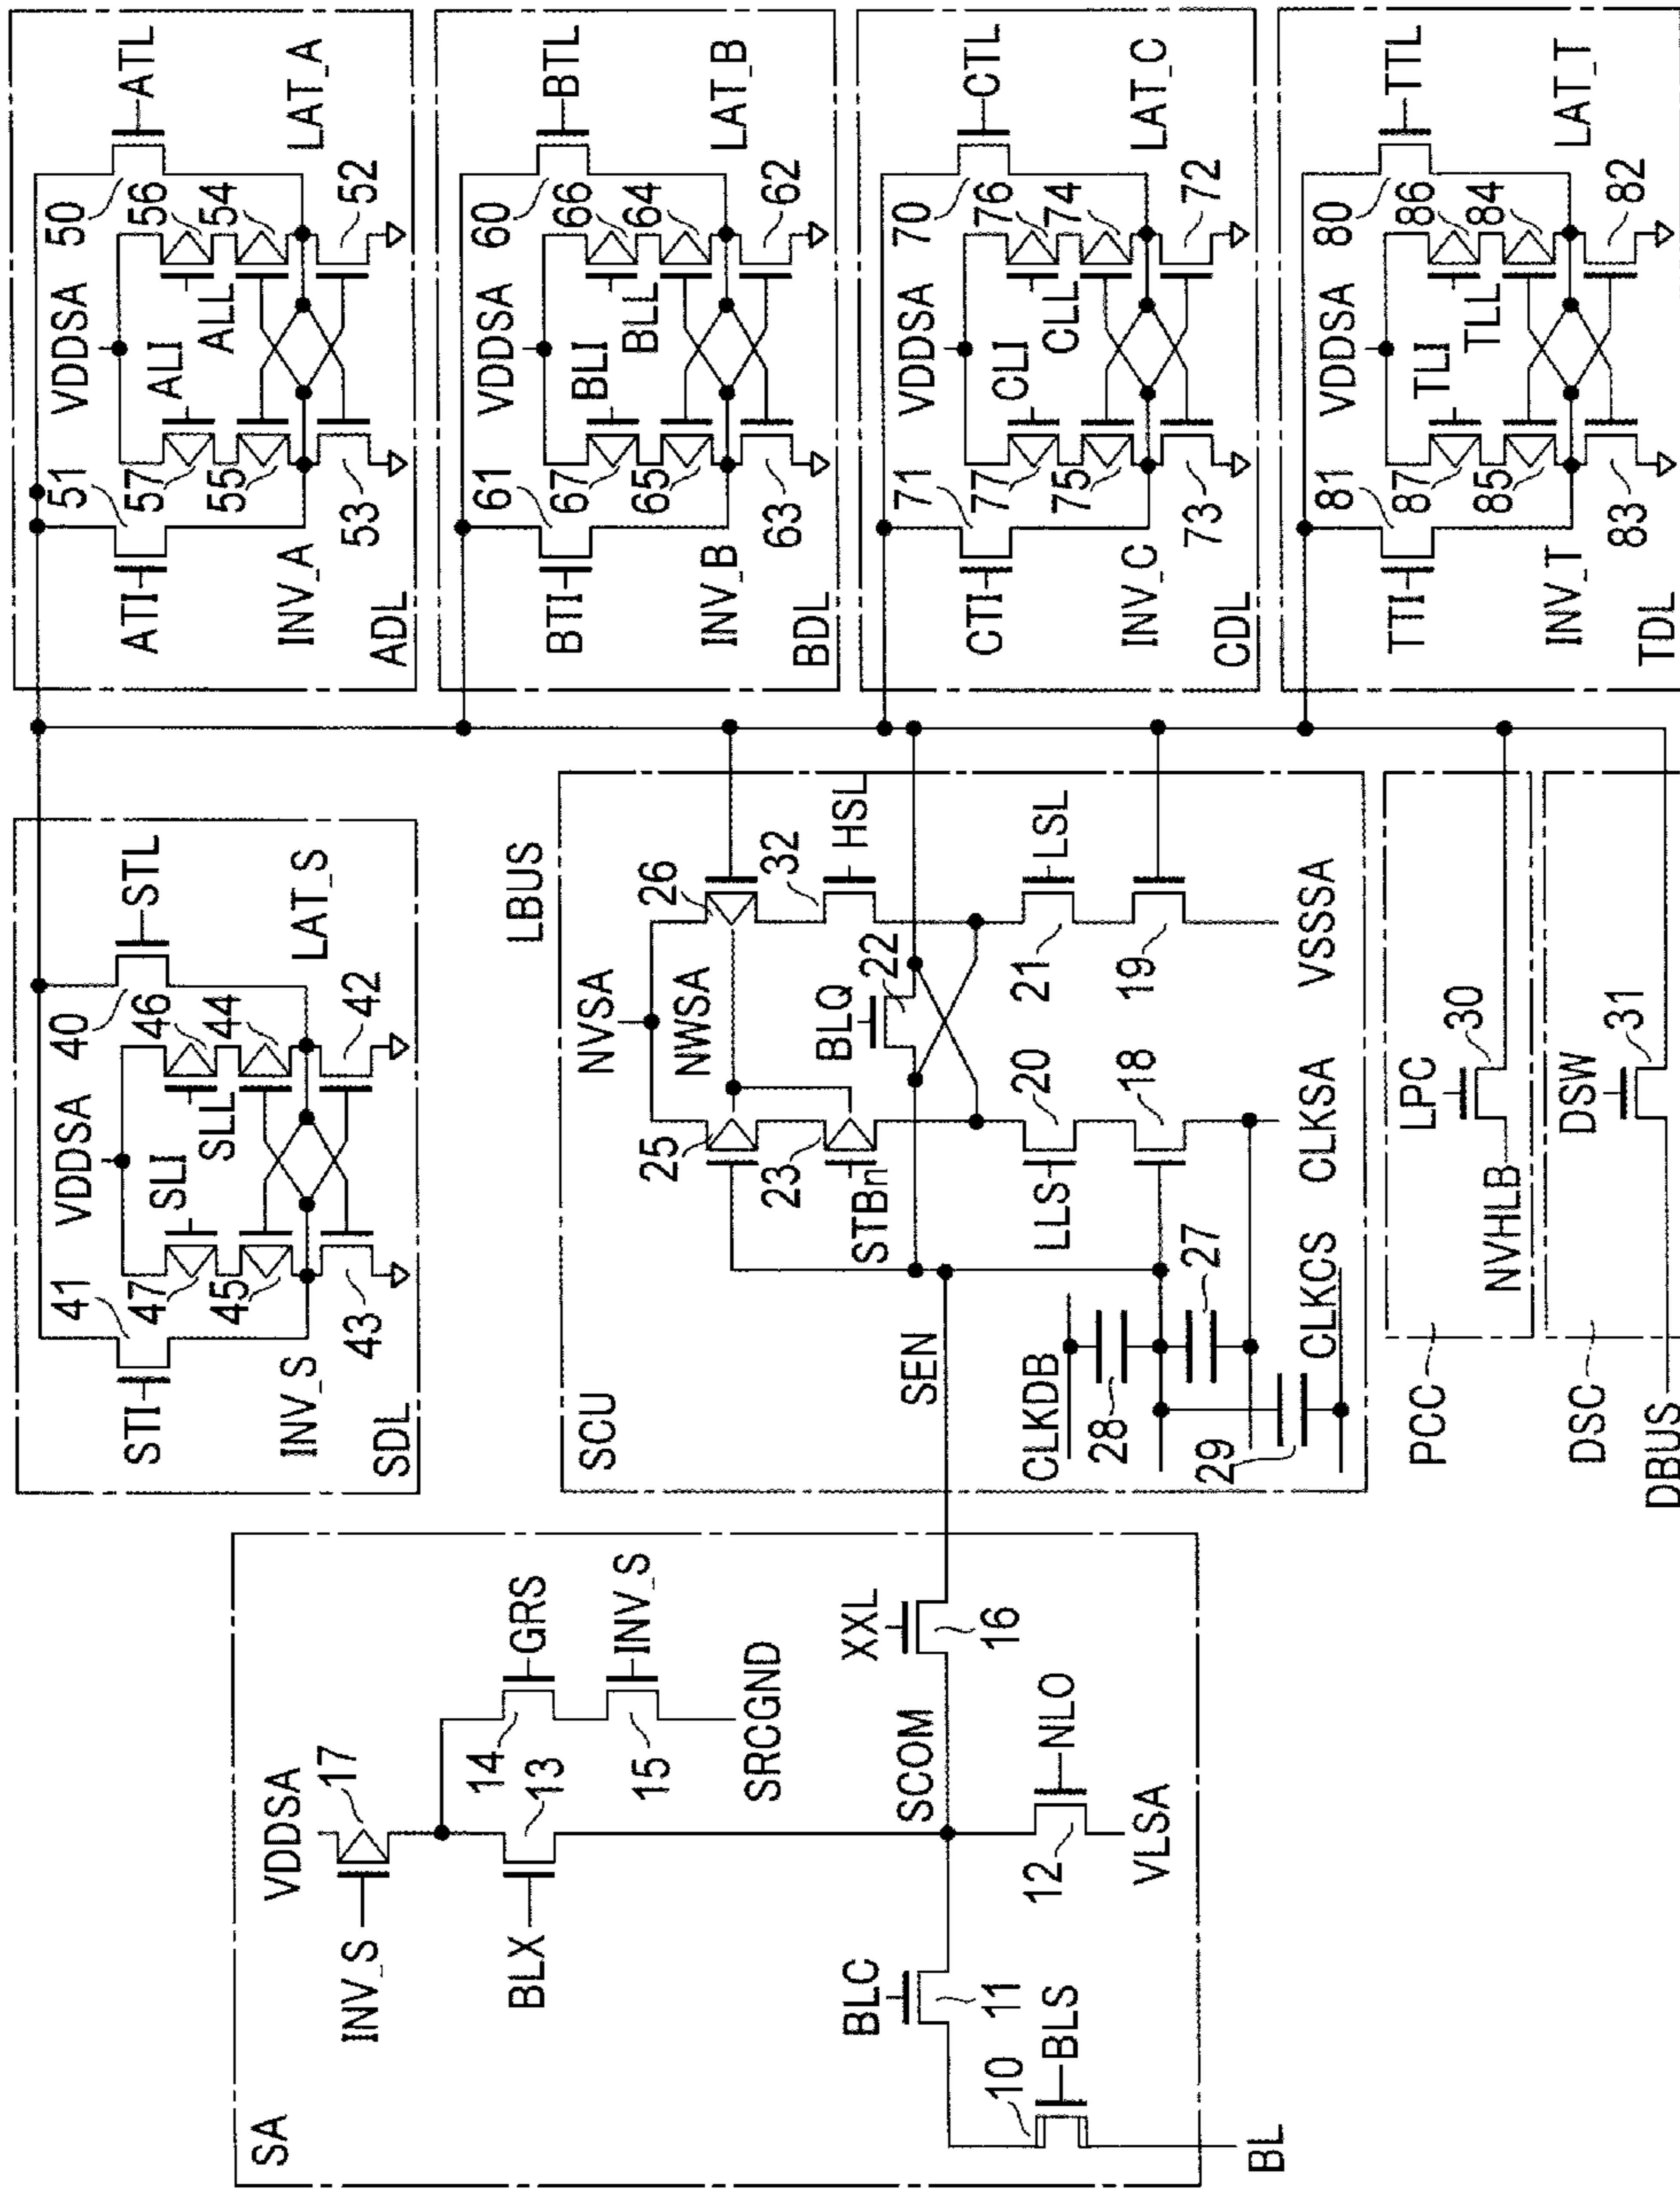 SA
VDDSA
17
INV_S
14
GRS
13
BLX
15
INV_S
SRCGND
SCOM
XXL
16
BLC
11
10
BLS
12
NLO
VLSA
BL
STI
41
VDDSA
40
STL
SLI
47
46
SLL
45
44
INV_S
43
42
LAT_S
SDL
SCU
LBUS
NVSA
25
26
NWSA
23
STBn
32
HSL
BLQ
22
SEN
LLS
20
21
LSL
18
19
CLKDB
28
27
29
CLKCS
CLKSA
VSSSA
PCC
LPC
30
NVHLB
DSC
DSW
31
DBUS
ATI
51
VDDSA
50
ATL
ALI
57
56
ALL
55
54
INV_A
53
52
LAT_A
ADL
BTI
61
VDDSA
60
BTL
BLI
67
66
BLL
65
64
INV_B
63
62
LAT_B
BDL
CTI
71
VDDSA
70
CTL
CLI
77
76
CLL
75
74
INV_C
73
72
LAT_C
CDL
TTI
81
VDDSA
80
TTL
TLI
87
86
TLL
85
84
INV_T
83
82
LAT_T
TDL